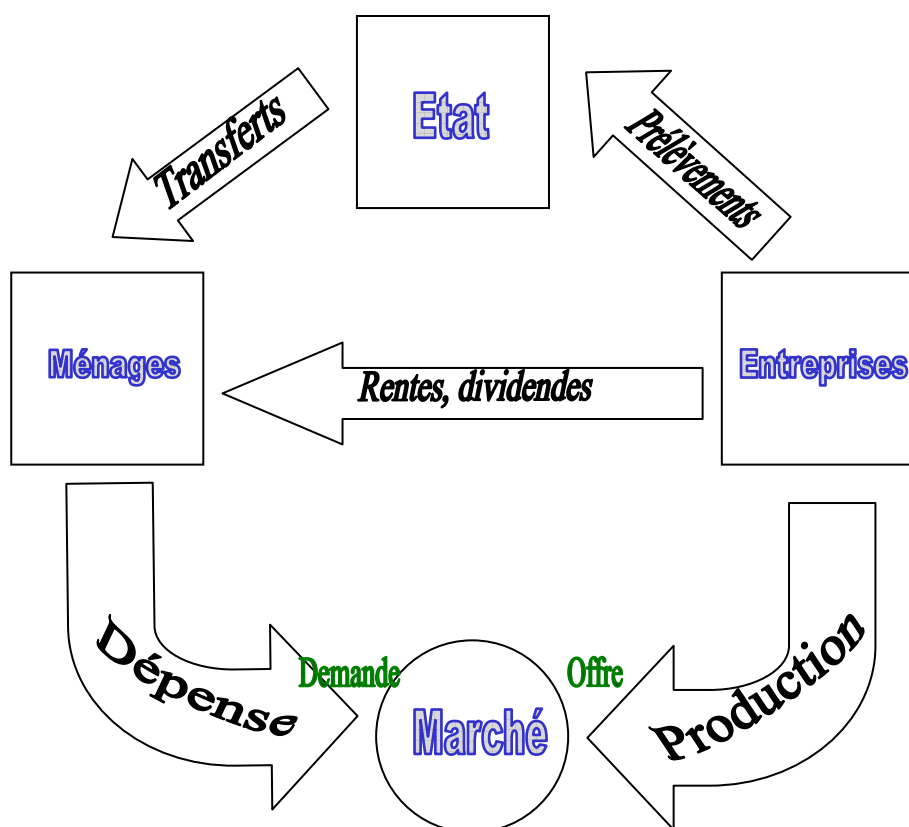 Etat
Transferts
Prélèvements
Ménages
Rentes, dividendes
Entreprises
Dépense
Demande
Marché
Offre
Production